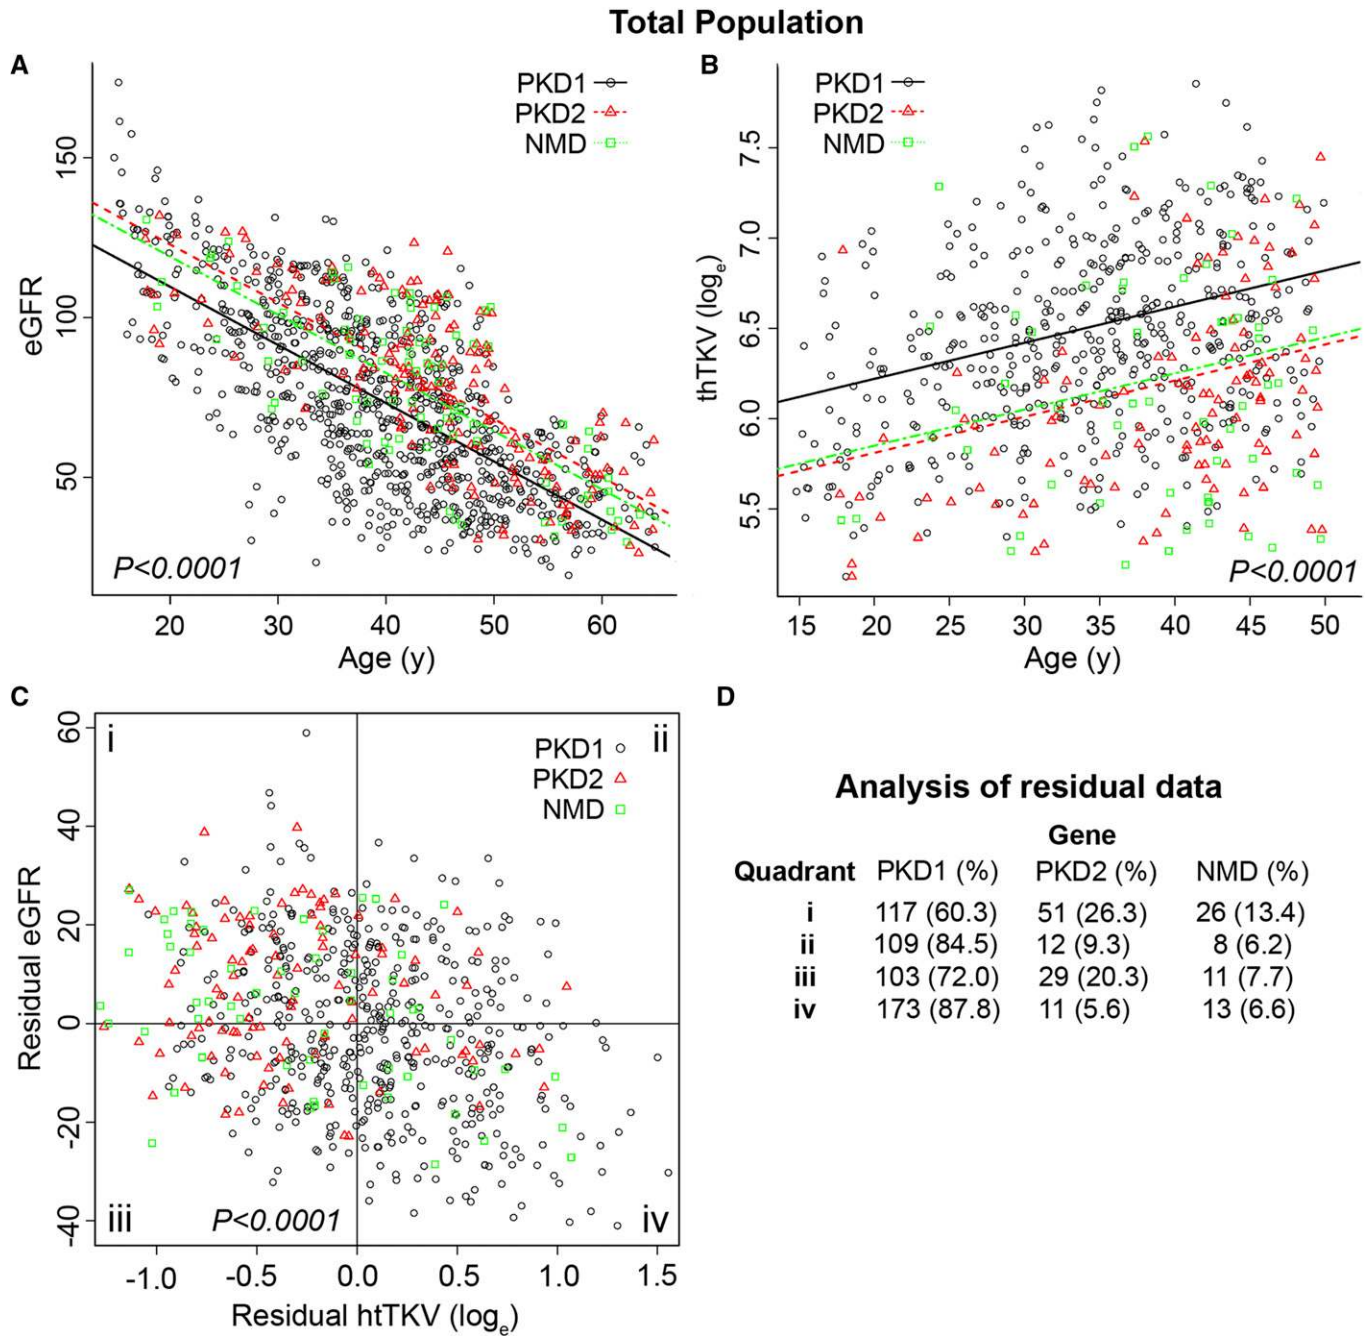 Total Population
A
PKD1
PKD2
NMD
eGFR
150
100
50
P<0.0001
20 30 40 50 60
Age (y)
B
PKD1
PKD2
NMD
thTKV (loge)
7.5
7.0
6.5
6.0
5.5
P<0.0001
15 20 25 30 35 40 45 50
Age (y)
C
i
ii
PKD1
PKD2
NMD
Residual eGFR
60
40
20
0
-20
-40
iii
P<0.0001
iv
-1.0 -0.5 0.0 0.5 1.0 1.5
Residual htTKV (loge)
D
Analysis of residual data
Gene
Quadrant PKD1 (%) PKD2 (%) NMD (%)
i 117 (60.3) 51 (26.3) 26 (13.4)
ii 109 (84.5) 12 (9.3) 8 (6.2)
iii 103 (72.0) 29 (20.3) 11 (7.7)
iv 173 (87.8) 11 (5.6) 13 (6.6)